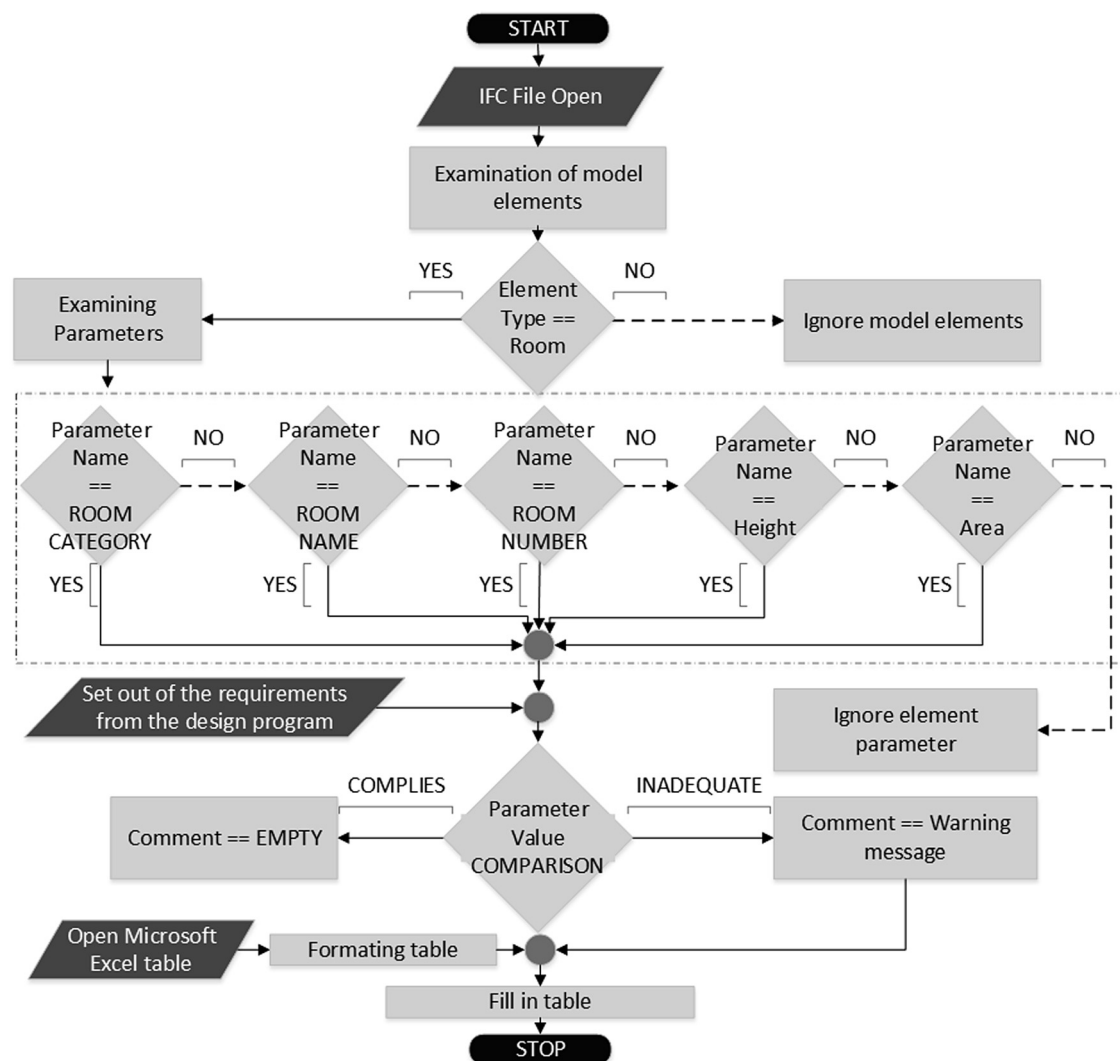 START
IFC File Open
Examination of model
elements
YES
NO
Element
Type ==
Room
Examining
Parameters
Ignore model elements
Parameter
Name
==
ROOM
CATEGORY
NO
Parameter
Name
==
ROOM
NAME
NO
Parameter
Name
==
ROOM
NUMBER
NO
Parameter
Name
==
Height
NO
Parameter
Name
==
Area
NO
YES
YES
YES
YES
YES
Set out of the requirements
from the design program
Ignore element
parameter
COMPLIES
INADEQUATE
Comment == EMPTY
Parameter
Value
COMPARISON
Comment == Warning
message
Open Microsoft
Excel table
Formating table
Fill in table
STOP